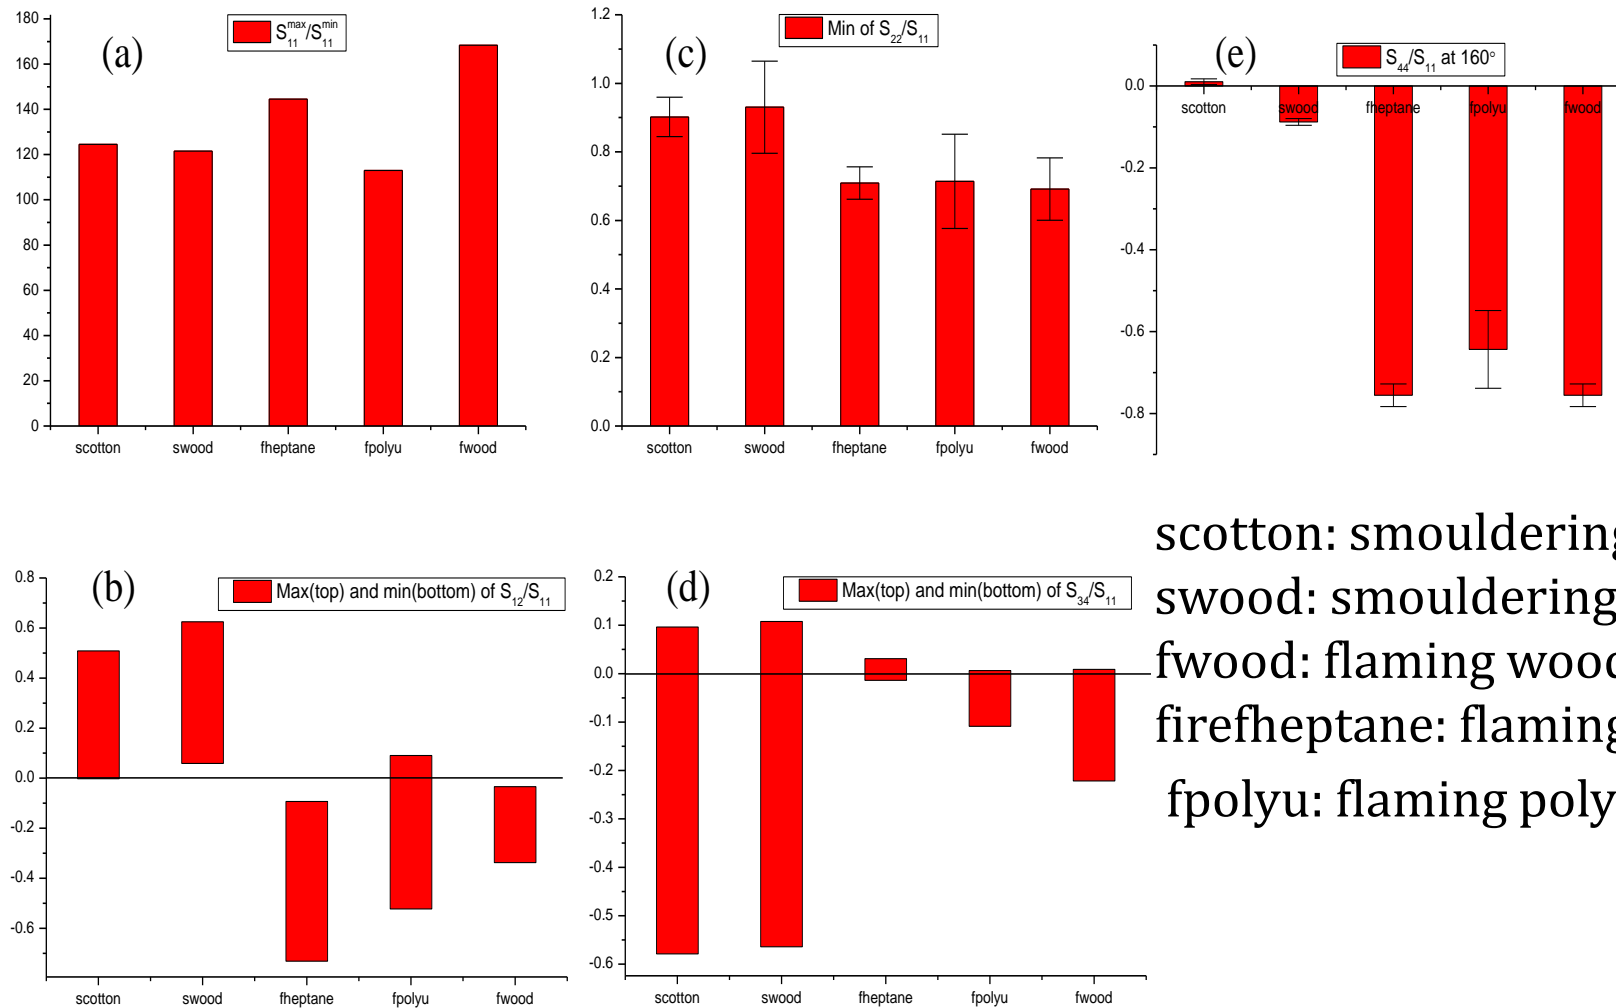 (a)
S11max/S11min
180
160
140
120
100
80
60
40
20
0
scotton swood fheptane fpolyu fwood
(c)
Min of S22/S11
1.2
1.0
0.8
0.6
0.4
0.2
0.0
scotton swood fheptane fpolyu fwood
(e)
S44/S11 at 160°
0.0
-0.2
-0.4
-0.6
-0.8
scotton swood fheptane fpolyu fwood
(b)
Max(top) and min(bottom) of S12/S11
0.8
0.6
0.4
0.2
0.0
-0.2
-0.4
-0.6
scotton swood fheptane fpolyu fwood
(d)
Max(top) and min(bottom) of S34/S11
0.2
0.1
0.0
-0.1
-0.2
-0.3
-0.4
-0.5
-0.6
scotton swood fheptane fpolyu fwood
scotton: smouldering
swood: smouldering
fwood: flaming wood
firefheptane: flaming
fpolyu: flaming poly